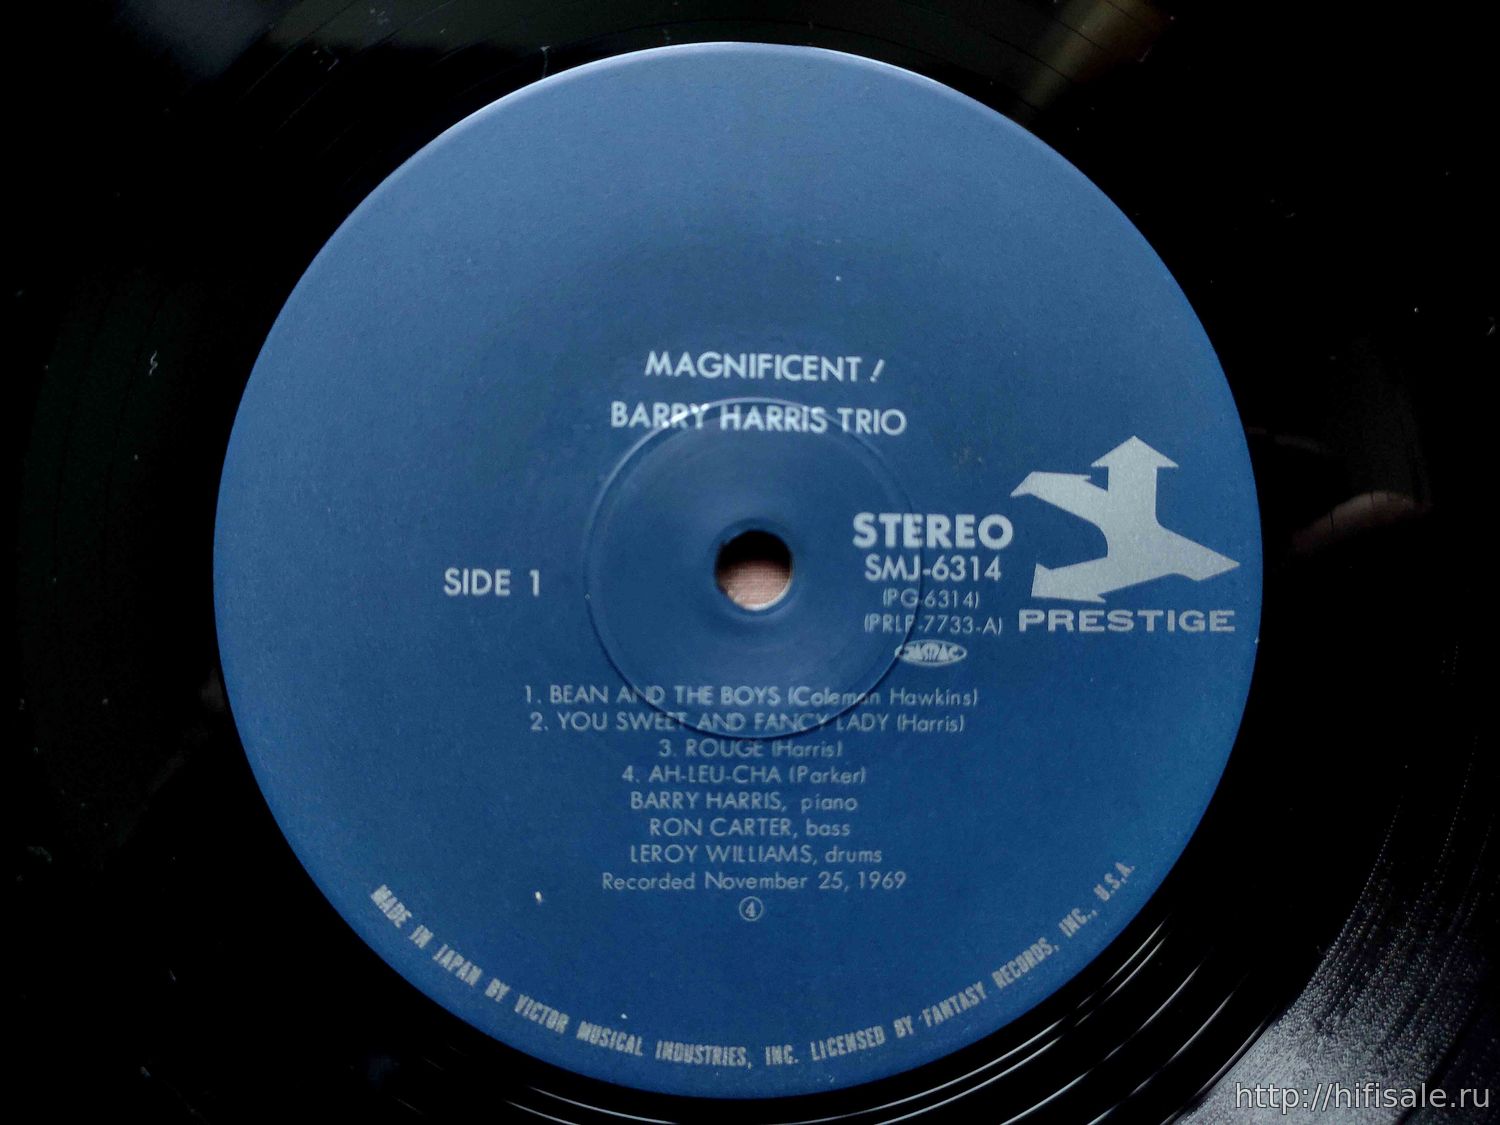 MAGNIFICENT !
BARRY HARRIS TRIO
STEREO
SMJ-6314
(PG-6314)
(PRLP-7733-A)
PRESTIGE
SIDE 1
1. BEAN AND THE BOYS (Coleman Hawkins)
2. YOU SWEET AND FANCY LADY (Harris)
3. ROUGE (Harris)
4. AH-LEU-CHA (Parker)
BARRY HARRIS, piano
RON CARTER, bass
LEROY WILLIAMS, drums
Recorded November 25, 1969
④
MADE IN JAPAN BY VICTOR MUSICAL INDUSTRIES, INC. LICENSED BY FANTASY RECORDS, INC., U.S.A.
http://hifisale.ru